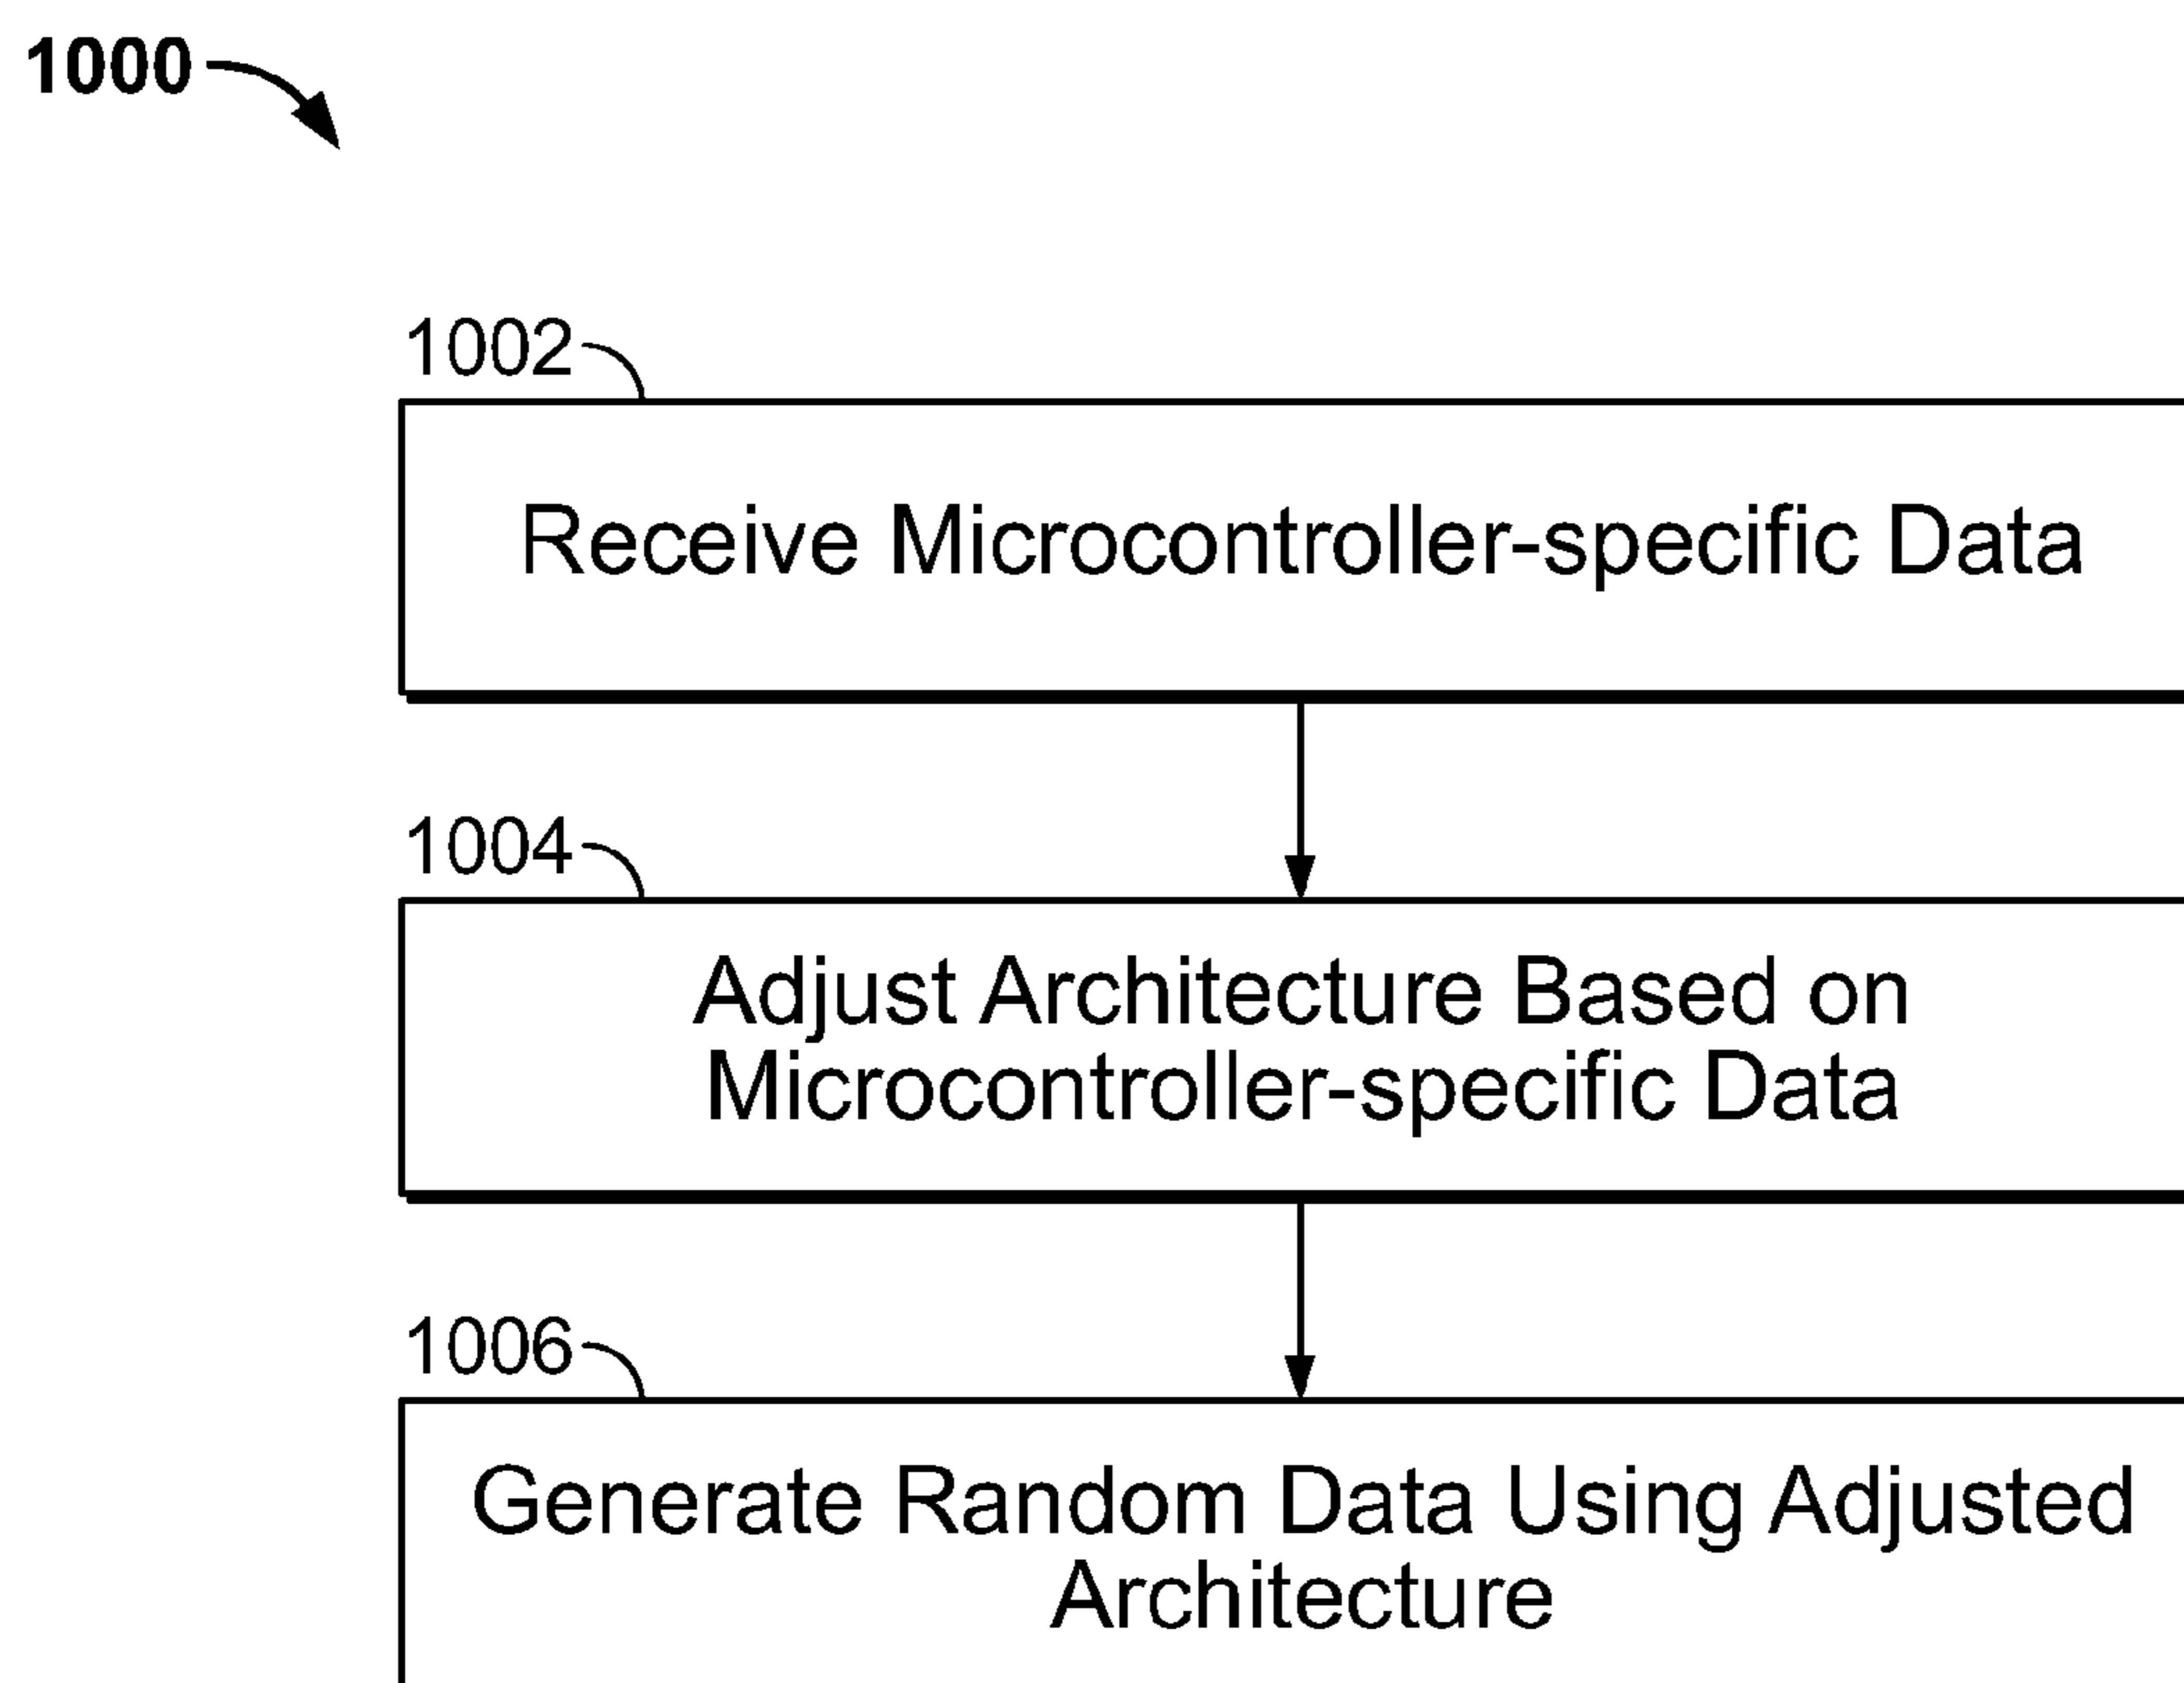 1000
1002
Receive Microcontroller-specific Data
1004
Adjust Architecture Based on
Microcontroller-specific Data
1006
Generate Random Data Using Adjusted
Architecture